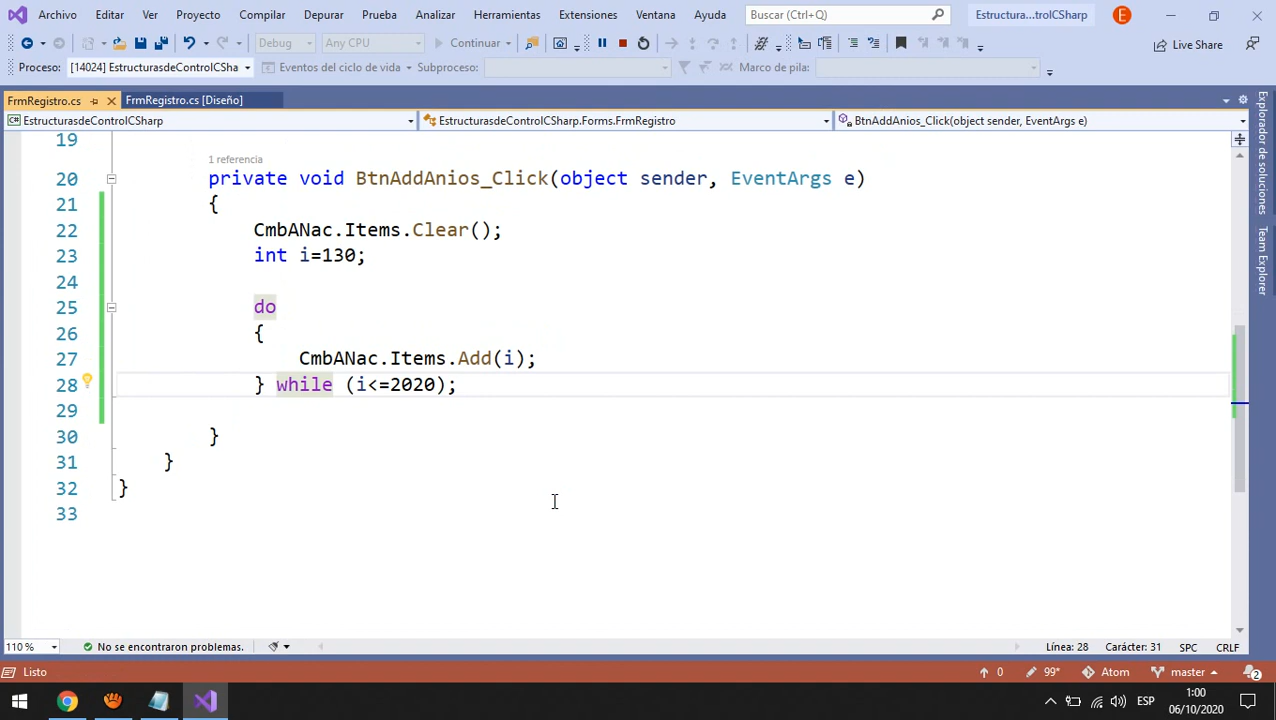 Archivo Editar Ver Proyecto Compilar Depurar Prueba Analizar Herramientas Extensiones Ventana Ayuda Buscar (Ctrl+Q) Estructura...trolCSharp E
Debug Any CPU Continuar Live Share
Proceso: [14024] EstructurasdeControlCSha Eventos del ciclo de vida Subproceso: Marco de pila:
FrmRegistro.cs FrmRegistro.cs [Diseño]
EstructurasdeControlCSharp EstructurasdeControlCSharp.Forms.FrmRegistro BtnAddAnios_Click(object sender, EventArgs e)
19
1 referencia
20 private void BtnAddAnios_Click(object sender, EventArgs e)
21 {
22 CmbANac.Items.Clear();
23 int i=130;
24
25 do
26 {
27 CmbANac.Items.Add(i);
28 } while (i<=2020);
29
30 }
31 }
32 }
33
Explorador de soluciones
Team Explorer
110 % No se encontraron problemas. Línea: 28 Carácter: 31 SPC CRLF
Listo 0 99* Atom master 2
ESP 1:00
06/10/2020